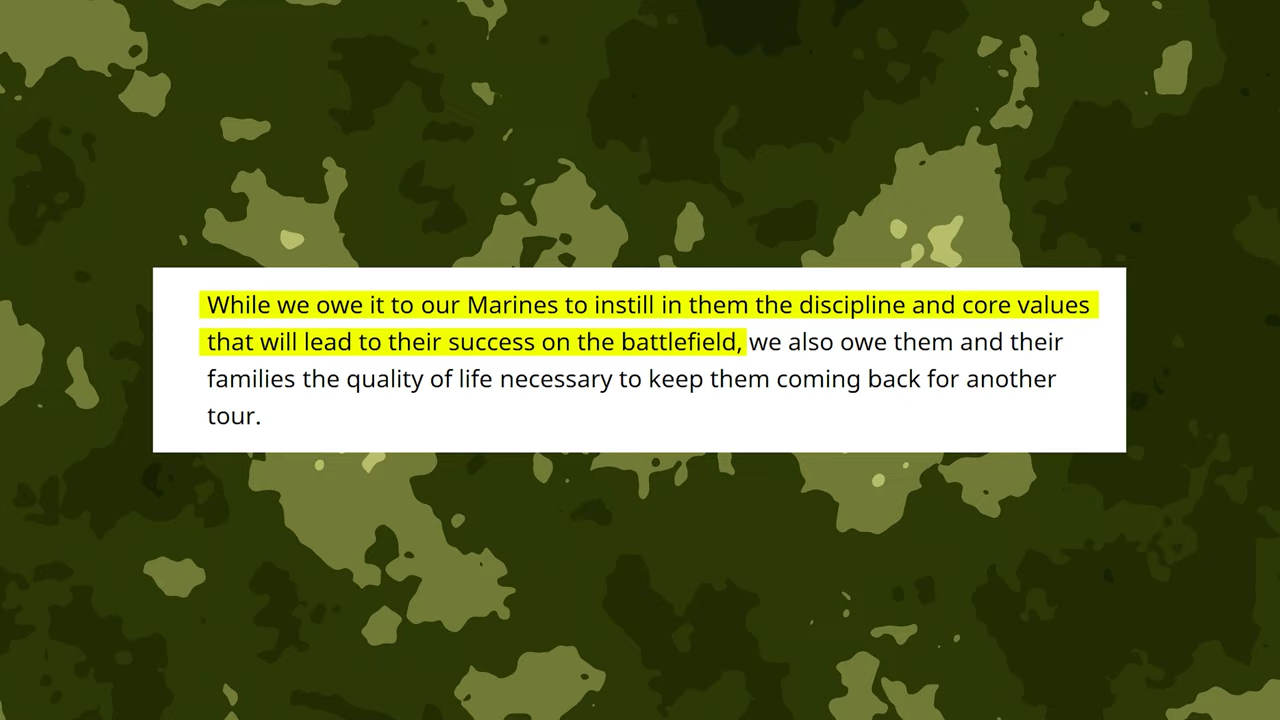 While we owe it to our Marines to instill in them the discipline and core values
that will lead to their success on the battlefield, we also owe them and their
families the quality of life necessary to keep them coming back for another
tour.